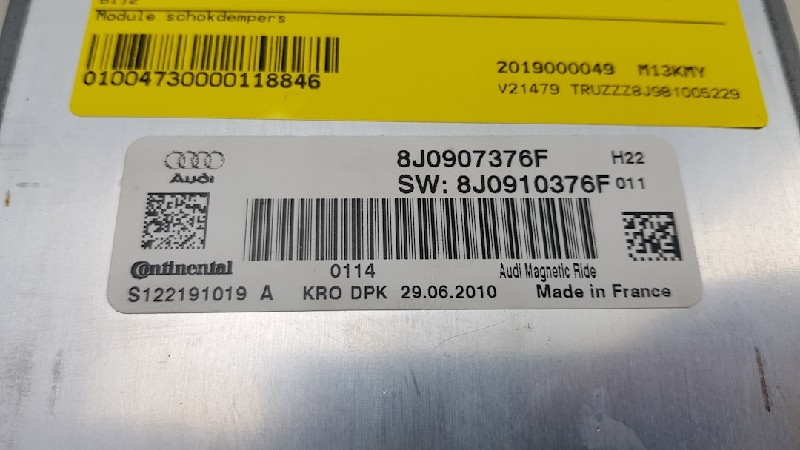 Module schokdempers
01004730000118846
2019000049 M13KMY
V21479 TRUZZZ8J9B1005229
Audi
8J0907376F H22
SW: 8J0910376F 011
Continental
0114 Audi Magnetic Ride
S122191019 A KRO DPK 29.06.2010 Made in France